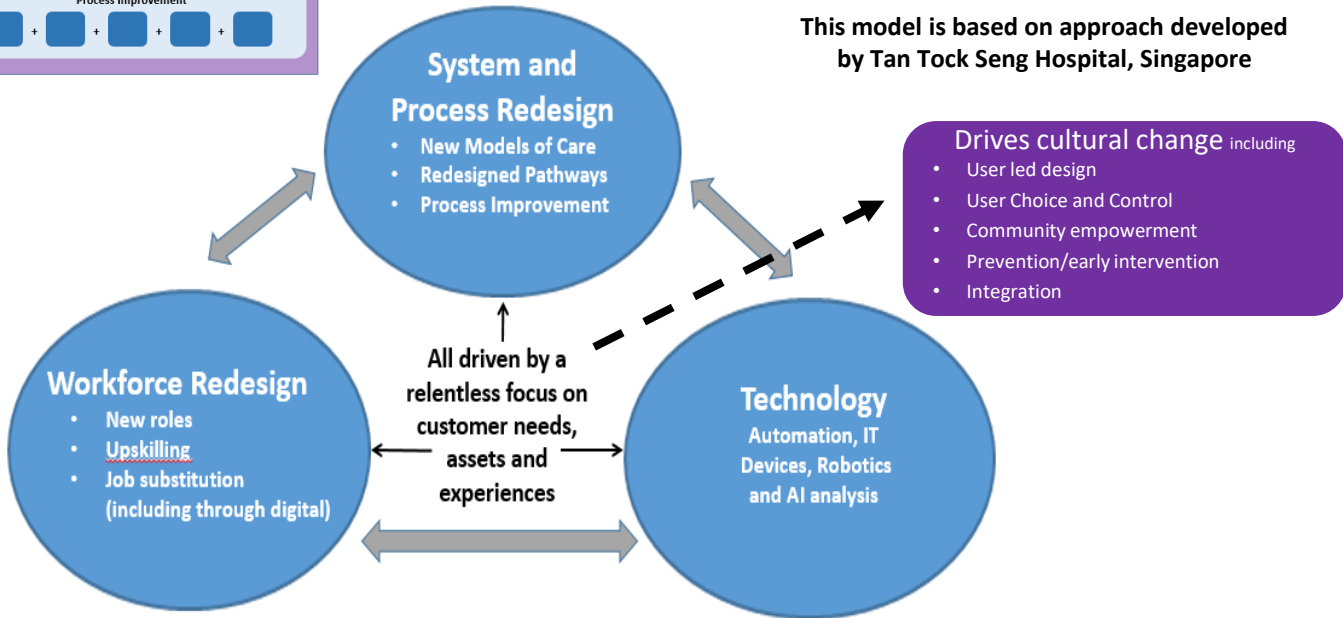 Process Improvement
+ + + + +
This model is based on approach developed
by Tan Tock Seng Hospital, Singapore
System and
Process Redesign
• New Models of Care
• Redesigned Pathways
• Process Improvement
Drives cultural change including
• User led design
• User Choice and Control
• Community empowerment
• Prevention/early intervention
• Integration
Workforce Redesign
• New roles
• Upskilling
• Job substitution
(including through digital)
All driven by a
relentless focus on
customer needs,
assets and
experiences
Technology
Automation, IT
Devices, Robotics
and AI analysis